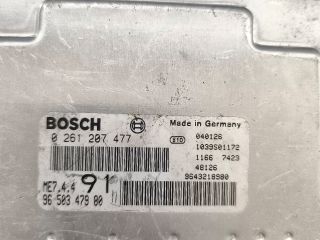 BOSCH
Made in Germany
0 261 207 477
040126
1039S01172
1166 7423
48126
9643218980
ME7.4.4 91
96 503 479 80